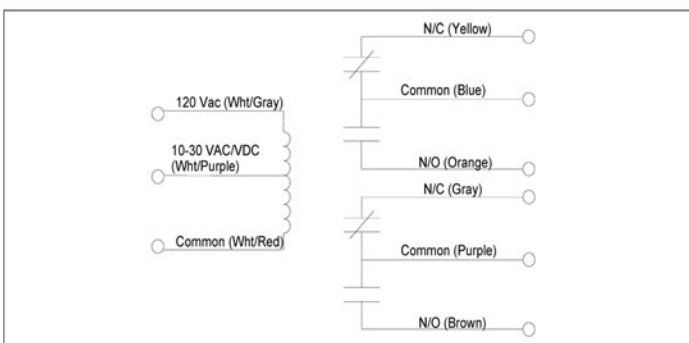 120 Vac (Wht/Gray)
10-30 VAC/VDC
(Wht/Purple)
Common (Wht/Red)
N/C (Yellow)
Common (Blue)
N/O (Orange)
N/C (Gray)
Common (Purple)
N/O (Brown)